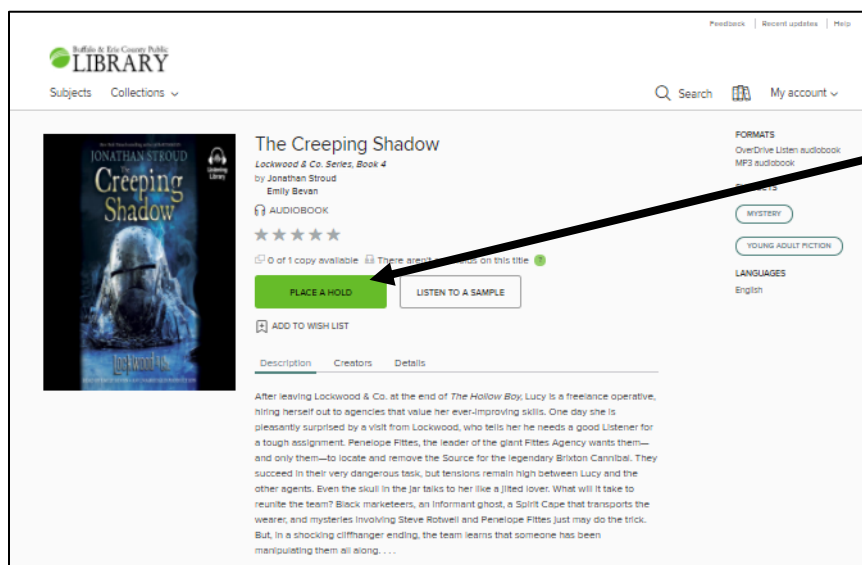 Feedback | Recent updates | Help
Buffalo & Erie County Public
LIBRARY
Subjects Collections
Search My account
JONATHAN STROUD
The
Creeping
Shadow
Listening
Library
Lockwood & Co.
The Creeping Shadow
Lockwood & Co. Series, Book 4
by Jonathan Stroud
Emily Bevan
AUDIOBOOK
0 of 1 copy available There aren't on this title ?
PLACE A HOLD LISTEN TO A SAMPLE
ADD TO WISH LIST
Description Creators Details
After leaving Lockwood & Co. at the end of The Hollow Boy, Lucy is a freelance operative,
hiring herself out to agencies that value her ever-improving skills. One day she is
pleasantly surprised by a visit from Lockwood, who tells her he needs a good Listener for
a tough assignment. Penelope Fittes, the leader of the giant Fittes Agency wants them—
and only them—to locate and remove the Source for the legendary Brixton Cannibal. They
succeed in their very dangerous task, but tensions remain high between Lucy and the
other agents. Even the skull in the jar talks to her like a jilted lover. What will it take to
reunite the team? Black marketeers, an informant ghost, a Spirit Cape that transports the
wearer, and mysteries involving Steve Rotwell and Penelope Fittes just may do the trick.
But, in a shocking cliffhanger ending, the team learns that someone has been
manipulating them all along. . . .
FORMATS
OverDrive Listen audiobook
MP3 audiobook
MYSTERY
YOUNG ADULT FICTION
LANGUAGES
English